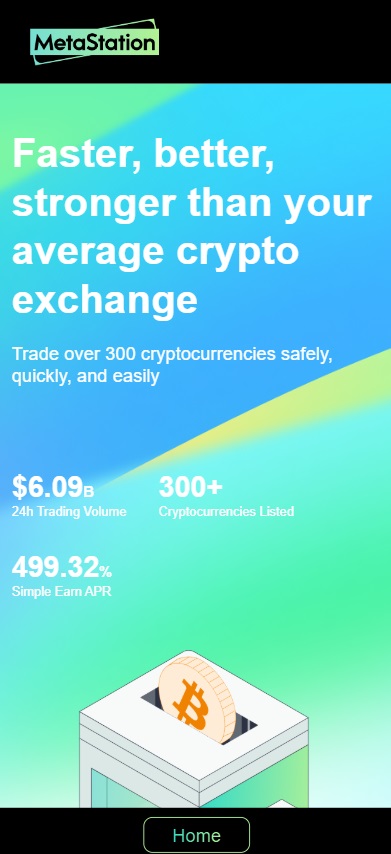 MetaStation
Faster, better,
stronger than your
average crypto
exchange
Trade over 300 cryptocurrencies safely,
quickly, and easily
$6.09B 300+
24h Trading Volume Cryptocurrencies Listed
499.32%
Simple Earn APR
Home